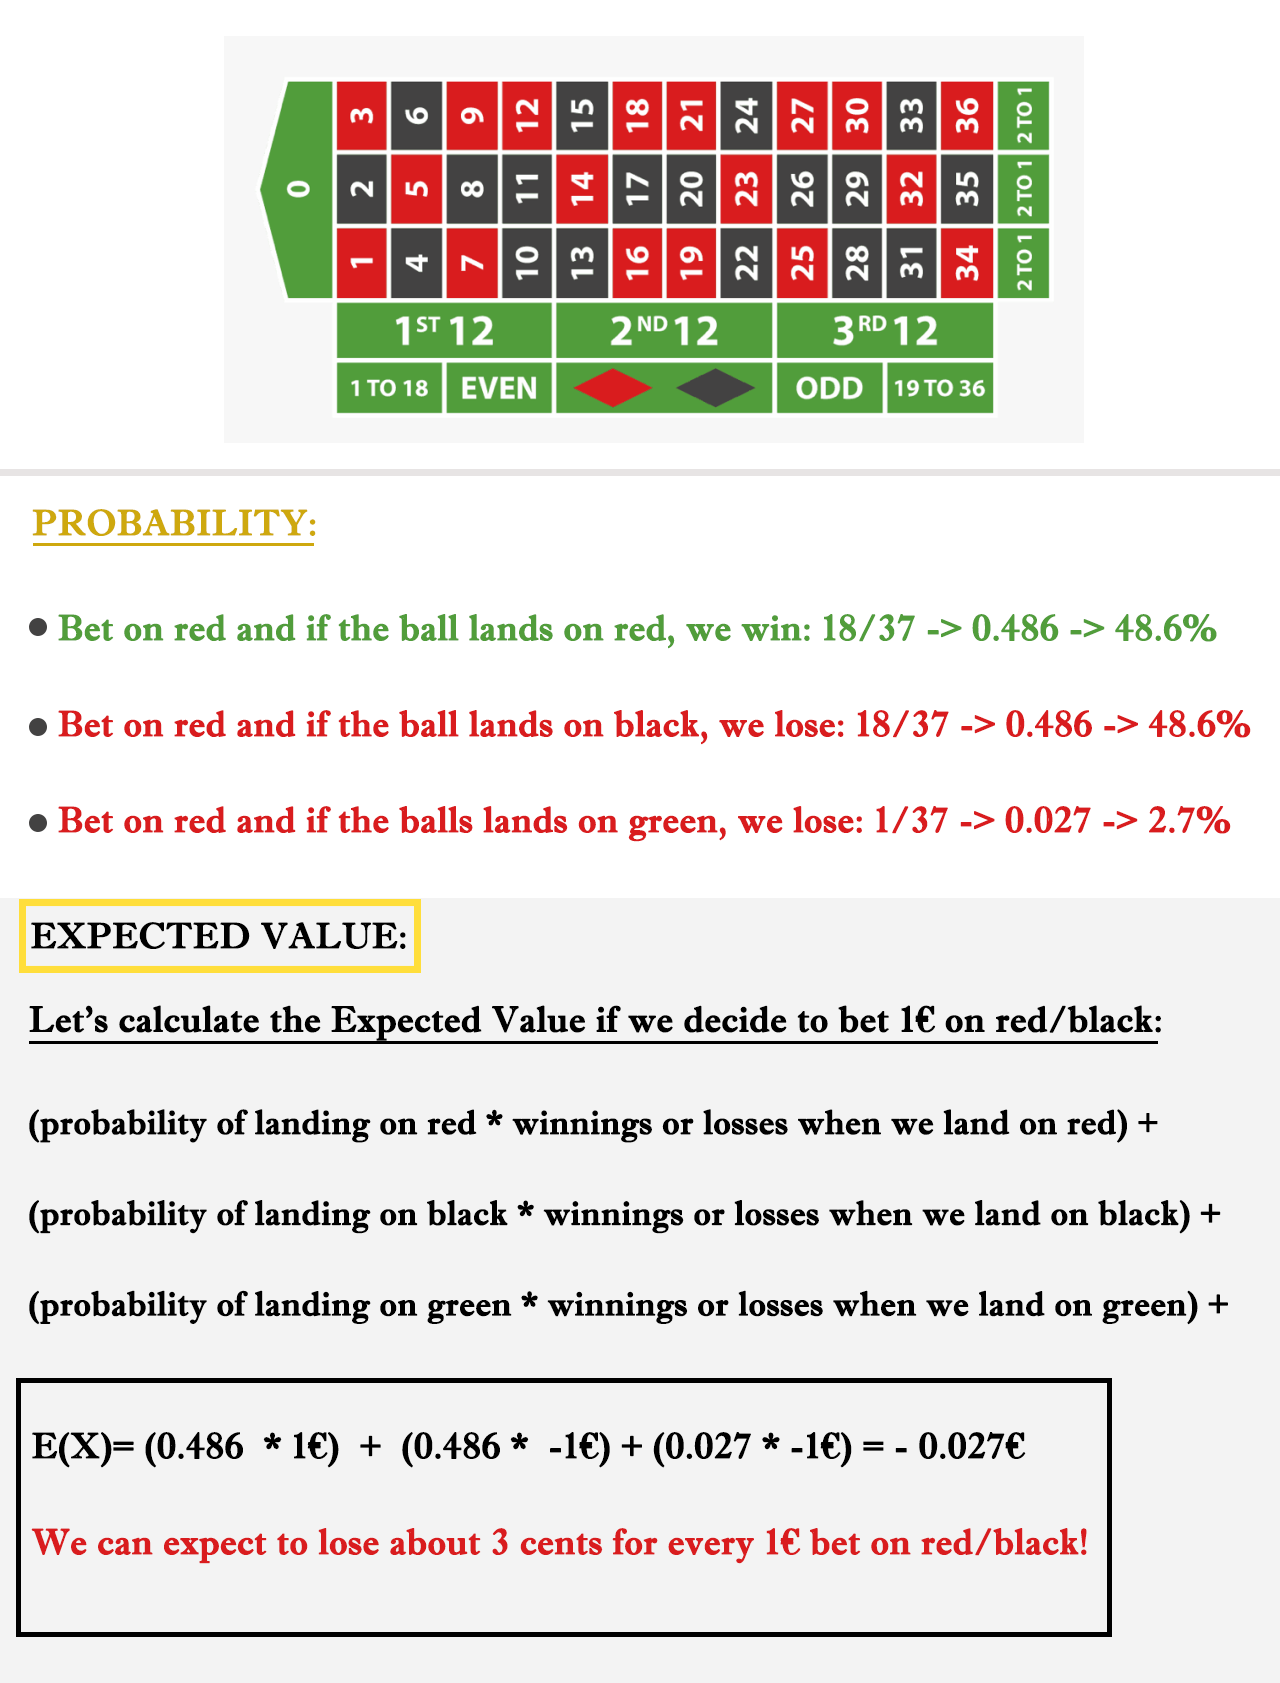 0
3 6 9 12 15 18 21 24 27 30 33 36 2 TO 1
2 5 8 11 14 17 20 23 26 29 32 35 2 TO 1
1 4 7 10 13 16 19 22 25 28 31 34 2 TO 1
1ST 12 2ND 12 3RD 12
1 TO 18 EVEN ODD 19 TO 36
PROBABILITY:
Bet on red and if the ball lands on red, we win: 18/37 -> 0.486 -> 48.6%
Bet on red and if the ball lands on black, we lose: 18/37 -> 0.486 -> 48.6%
Bet on red and if the balls lands on green, we lose: 1/37 -> 0.027 -> 2.7%
EXPECTED VALUE:
Let’s calculate the Expected Value if we decide to bet 1€ on red/black:
(probability of landing on red * winnings or losses when we land on red) +
(probability of landing on black * winnings or losses when we land on black) +
(probability of landing on green * winnings or losses when we land on green) +
E(X)= (0.486 * 1€) + (0.486 * -1€) + (0.027 * -1€) = - 0.027€
We can expect to lose about 3 cents for every 1€ bet on red/black!